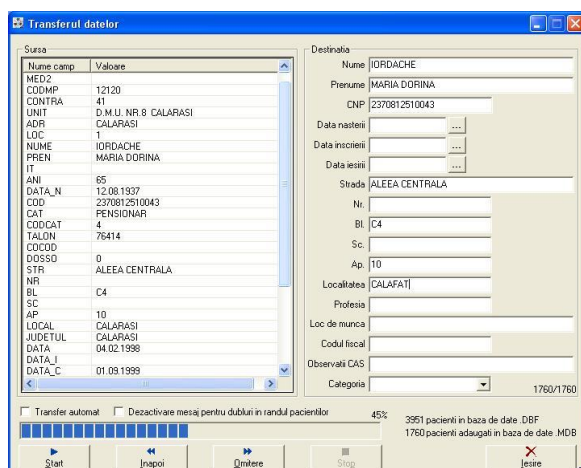 Transferul datelor
Sursa
Nume camp Valoare
MED2
CODMP 12120
CONTRA 41
UNIT D.M.U. NR.8 CALARASI
ADR CALARASI
LOC 1
NUME IORDACHE
PREN MARIA DORINA
IT
ANI 65
DATA_N 12.08.1937
COD 2370812510043
CAT PENSIONAR
CODCAT 4
TALON 76414
COCOD
DOSSO 0
STR ALEEA CENTRALA
NR
BL C4
SC
AP 10
LOCAL CALARASI
JUDETUL CALARASI
DATA 04.02.1998
DATA_I
DATA_C 01.09.1999
Destinatia
Nume IORDACHE
Prenume MARIA DORINA
CNP 2370812510043
Data nasterii ...
Data inscrierii ...
Data iesirii ...
Strada ALEEA CENTRALA
Nr.
Bl. C4
Sc.
Ap. 10
Localitatea CALAFAT
Profesia
Loc de munca
Codul fiscal
Observatii CAS
Categoria
1760/1760
Transfer automat Dezactivare mesaj pentru dubluri in randul pacientilor
45%
3951 pacienti in baza de date .DBF
1760 pacienti adaugati in baza de date .MDB
Start Inapoi Omitere Stop Iesire